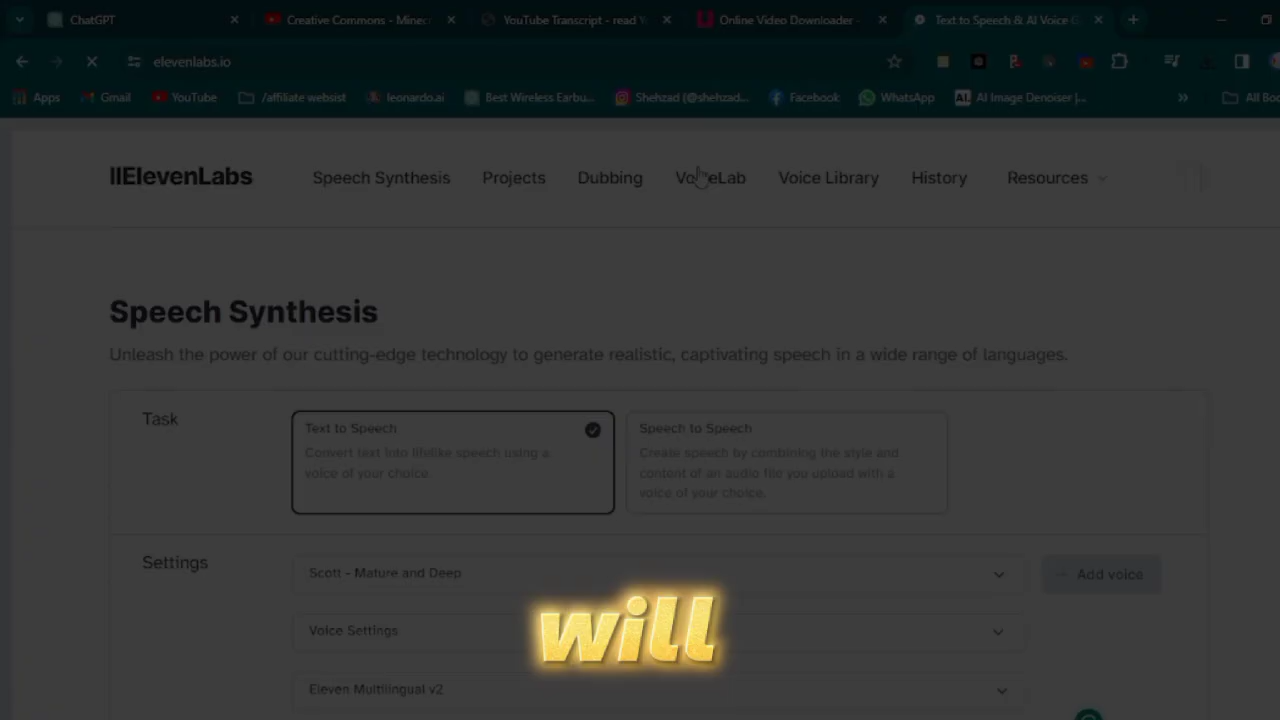 ChatGPT
Creative Commons - Minec
YouTube Transcript - read Y
Online Video Downloader -
Text to Speech & AI Voice G
elevenlabs.io
Apps
Gmail
YouTube
/affiliate websist
leonardo.ai
Best Wireless Earbu...
Shehzad (@shehzad...
Facebook
WhatsApp
AI Image Denoiser |...
»
All Boo
IIElevenLabs
Speech Synthesis
Projects
Dubbing
VoiceLab
Voice Library
History
Resources
Speech Synthesis
Unleash the power of our cutting-edge technology to generate realistic, captivating speech in a wide range of languages.
Task
Text to Speech
Convert text into lifelike speech using a
voice of your choice.
Speech to Speech
Create speech by combining the style and
content of an audio file you upload with a
voice of your choice.
Settings
Scott - Mature and Deep
Add voice
Voice Settings
will
Eleven Multilingual v2